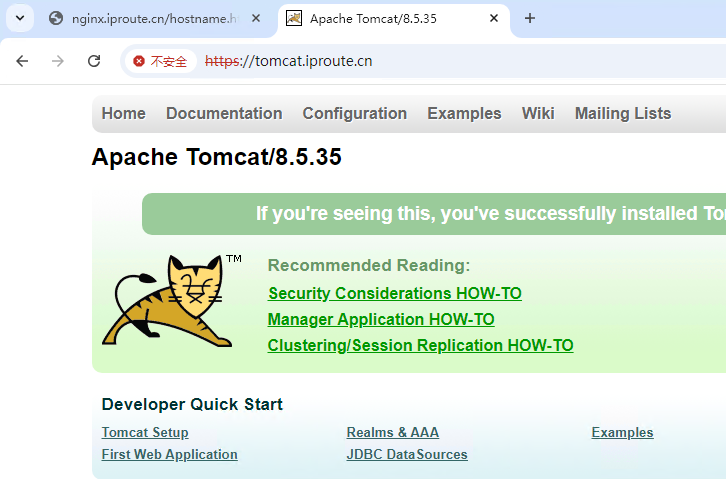 nginx.iproute.cn/hostname.h
Apache Tomcat/8.5.35
不安全 https://tomcat.iproute.cn
Home Documentation Configuration Examples Wiki Mailing Lists
Apache Tomcat/8.5.35
If you're seeing this, you've successfully installed To
TM
Recommended Reading:
Security Considerations HOW-TO
Manager Application HOW-TO
Clustering/Session Replication HOW-TO
Developer Quick Start
Tomcat Setup Realms & AAA Examples
First Web Application JDBC DataSources